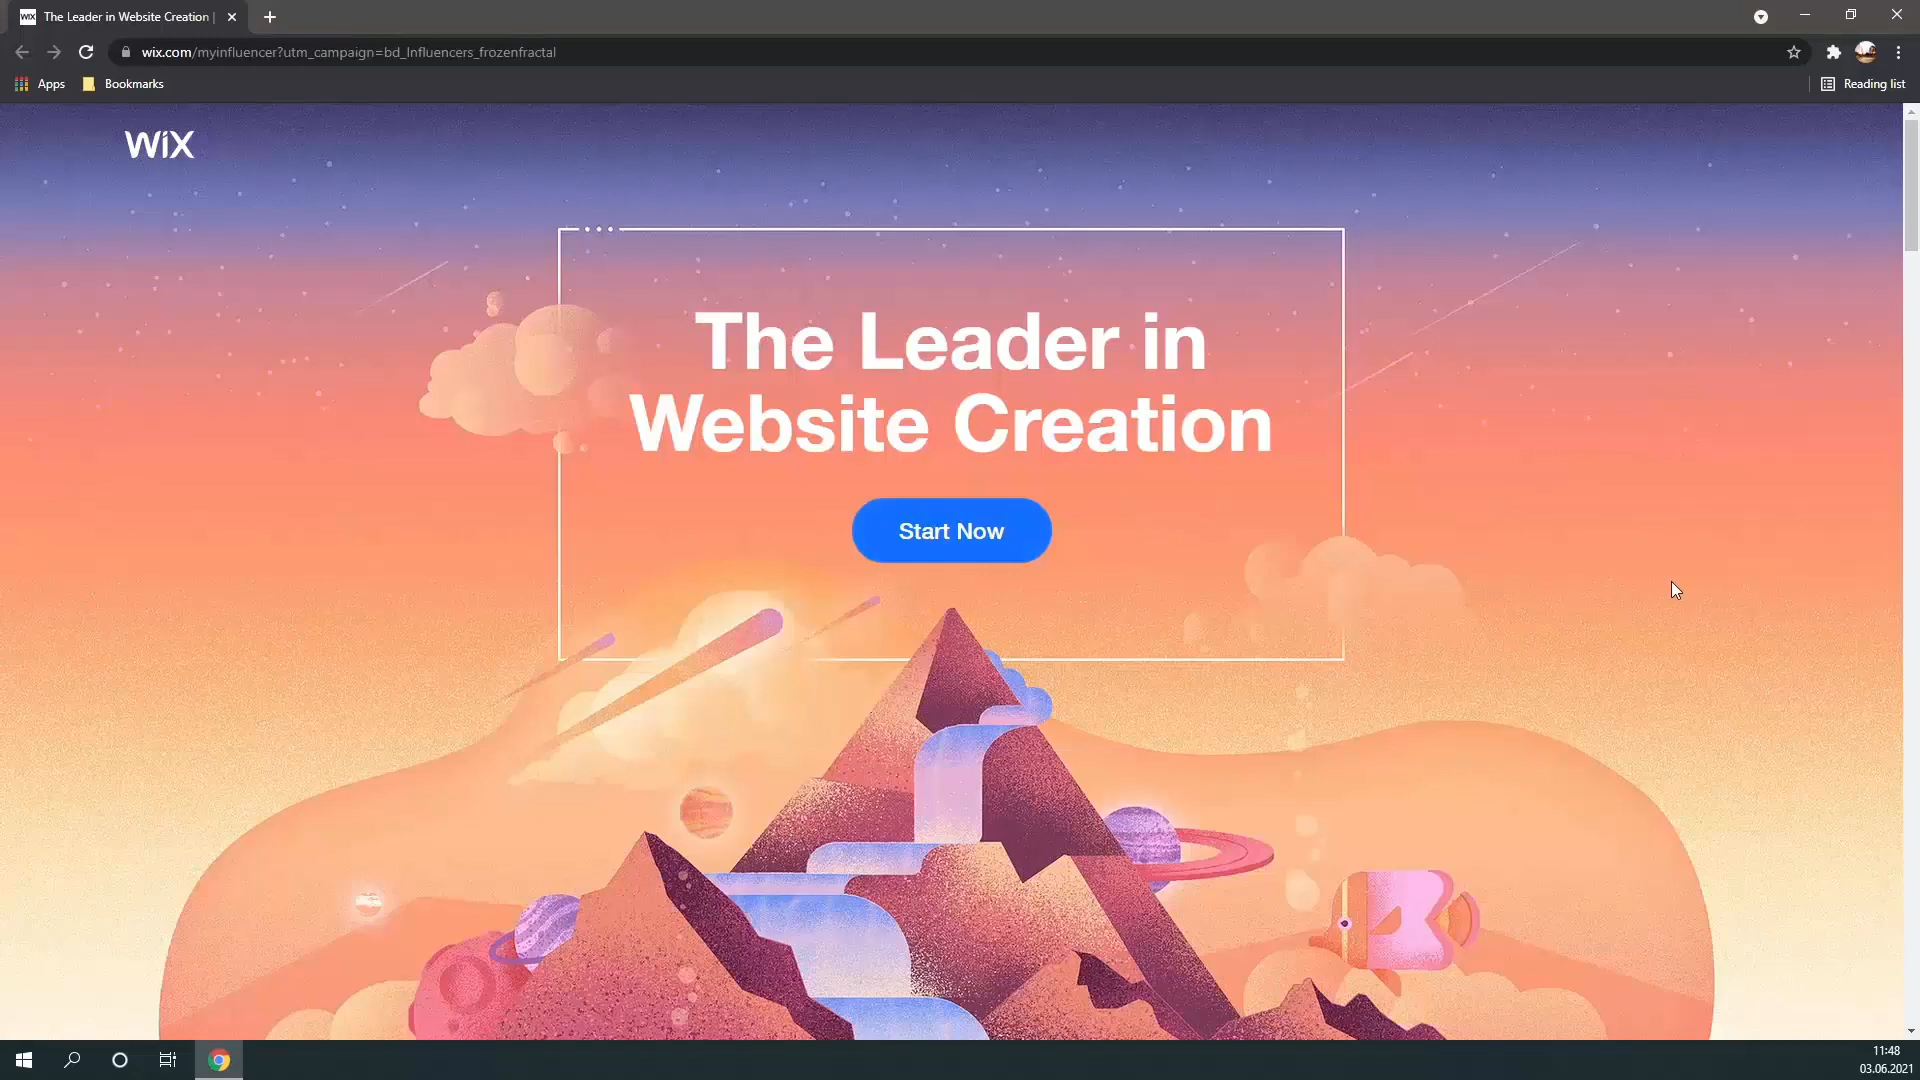 WiX The Leader in Website Creation |
wix.com/myinfluencer?utm_campaign=bd_Influencers_frozenfractal
Apps
Bookmarks
Reading list
WiX
The Leader in
Website Creation
Start Now
11:48
03.06.2021